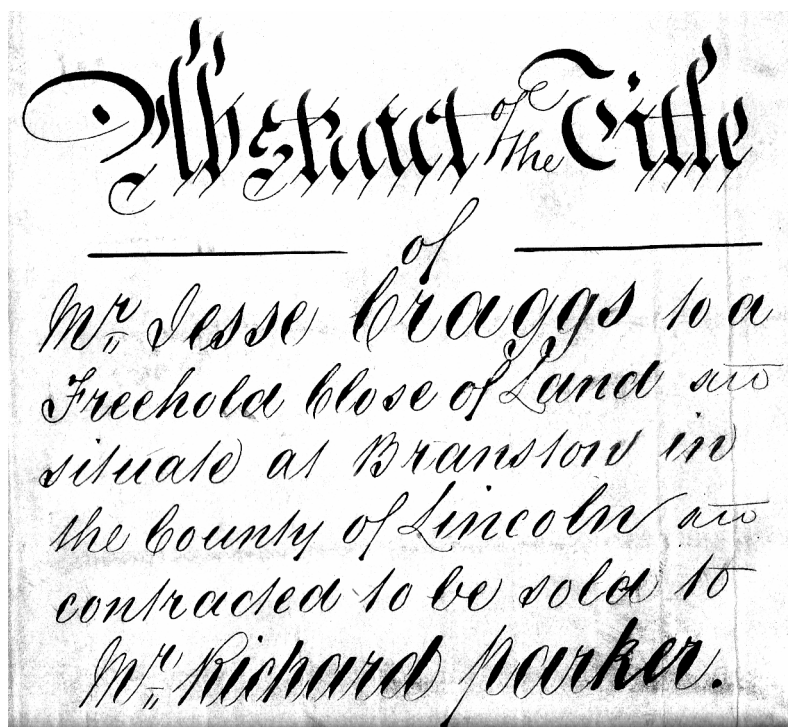 Abstract of the Title
of
Mr. Jesse Craggs to a
Freehold Close of Land
situate at Branston in
the County of Lincoln
contracted to be sold to
Mr. Richard Parker.